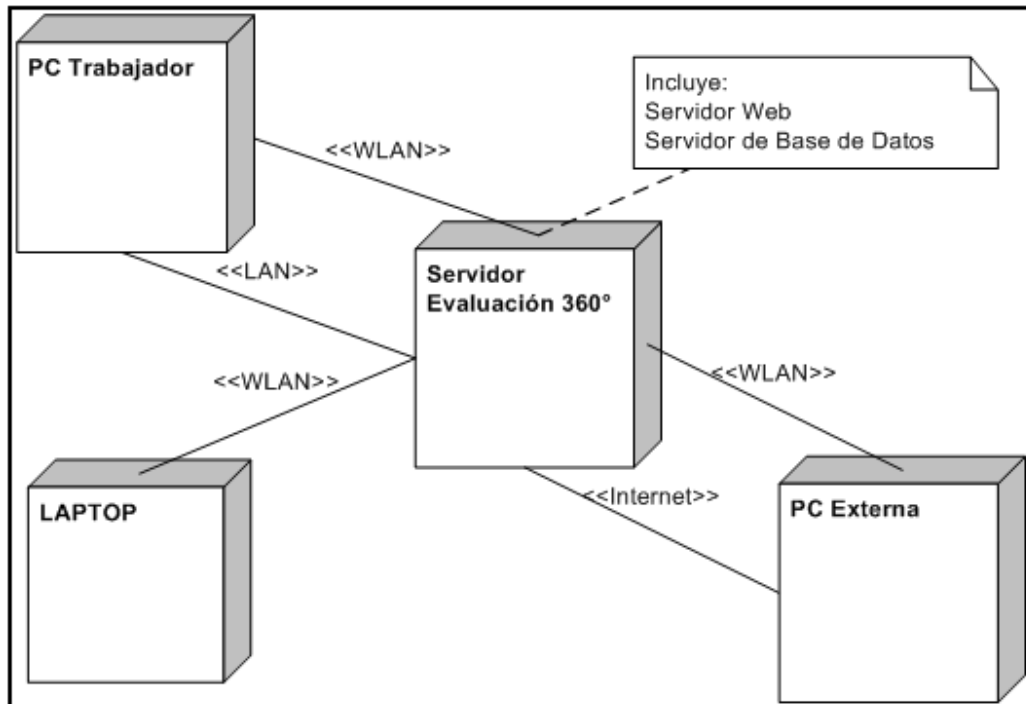 PC Trabajador
Incluye:
Servidor Web
Servidor de Base de Datos
<<WLAN>>
<<LAN>>
Servidor
Evaluación 360°
<<WLAN>>
<<WLAN>>
<<Internet>>
LAPTOP
PC Externa